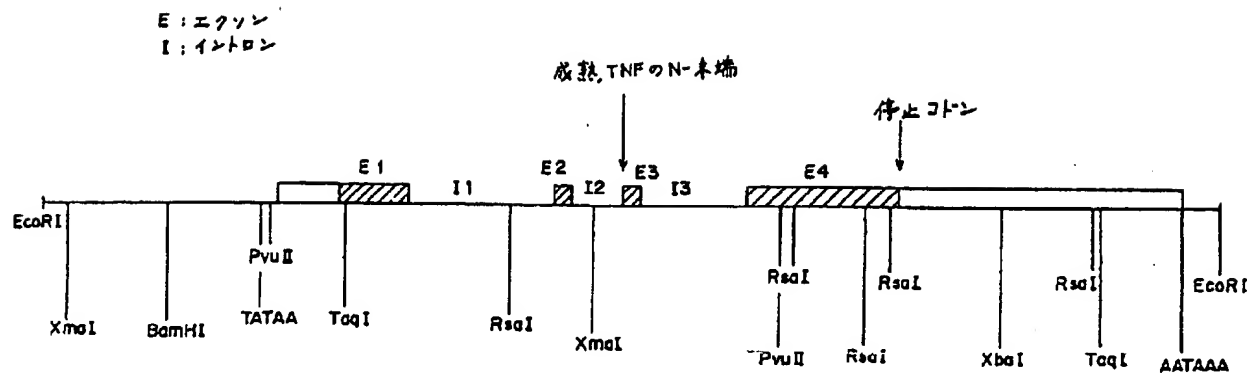 E : エクソン
I : イントロン
成熟TNFのN-末端
停止コドン
E1
E2
E3
E4
I1
I2
I3
EcoRI
PvuII
RsaI
RsaI
RsaI
EcoRI
XmaI
BamHI
TATAA
TaqI
RsaI
XmaI
PvuII
RsaI
XbaI
TaqI
AATAAA